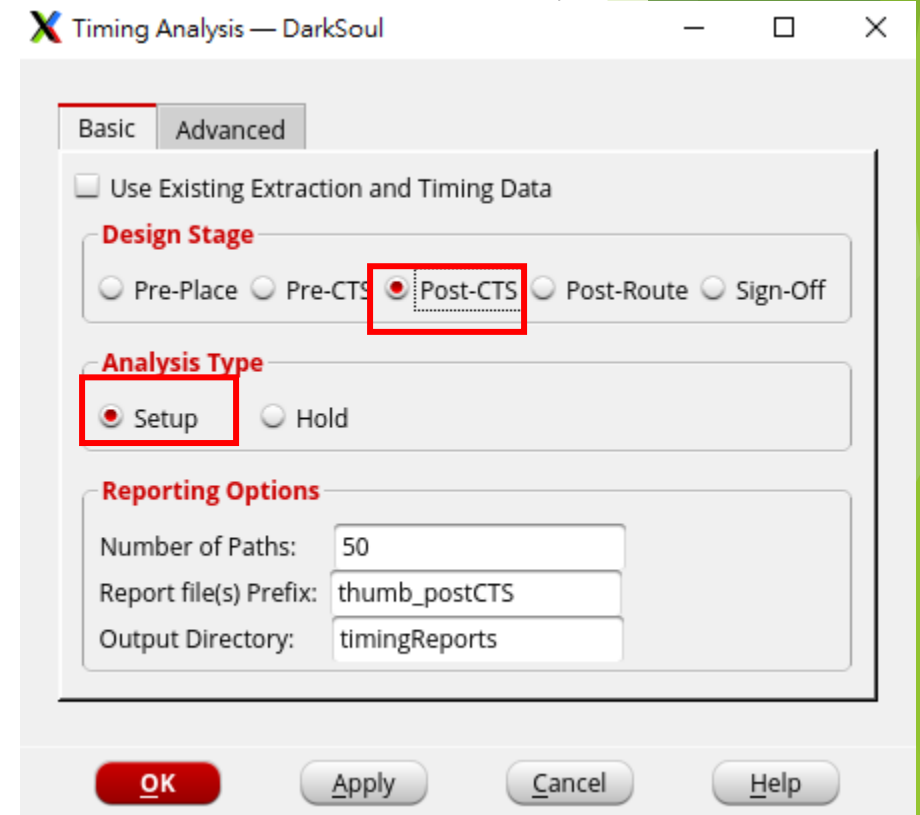 Timing Analysis — DarkSoul
Basic Advanced
Use Existing Extraction and Timing Data
Design Stage
Pre-Place Pre-CTS Post-CTS Post-Route Sign-Off
Analysis Type
Setup Hold
Reporting Options
Number of Paths: 50
Report file(s) Prefix: thumb_postCTS
Output Directory: timingReports
OK Apply Cancel Help